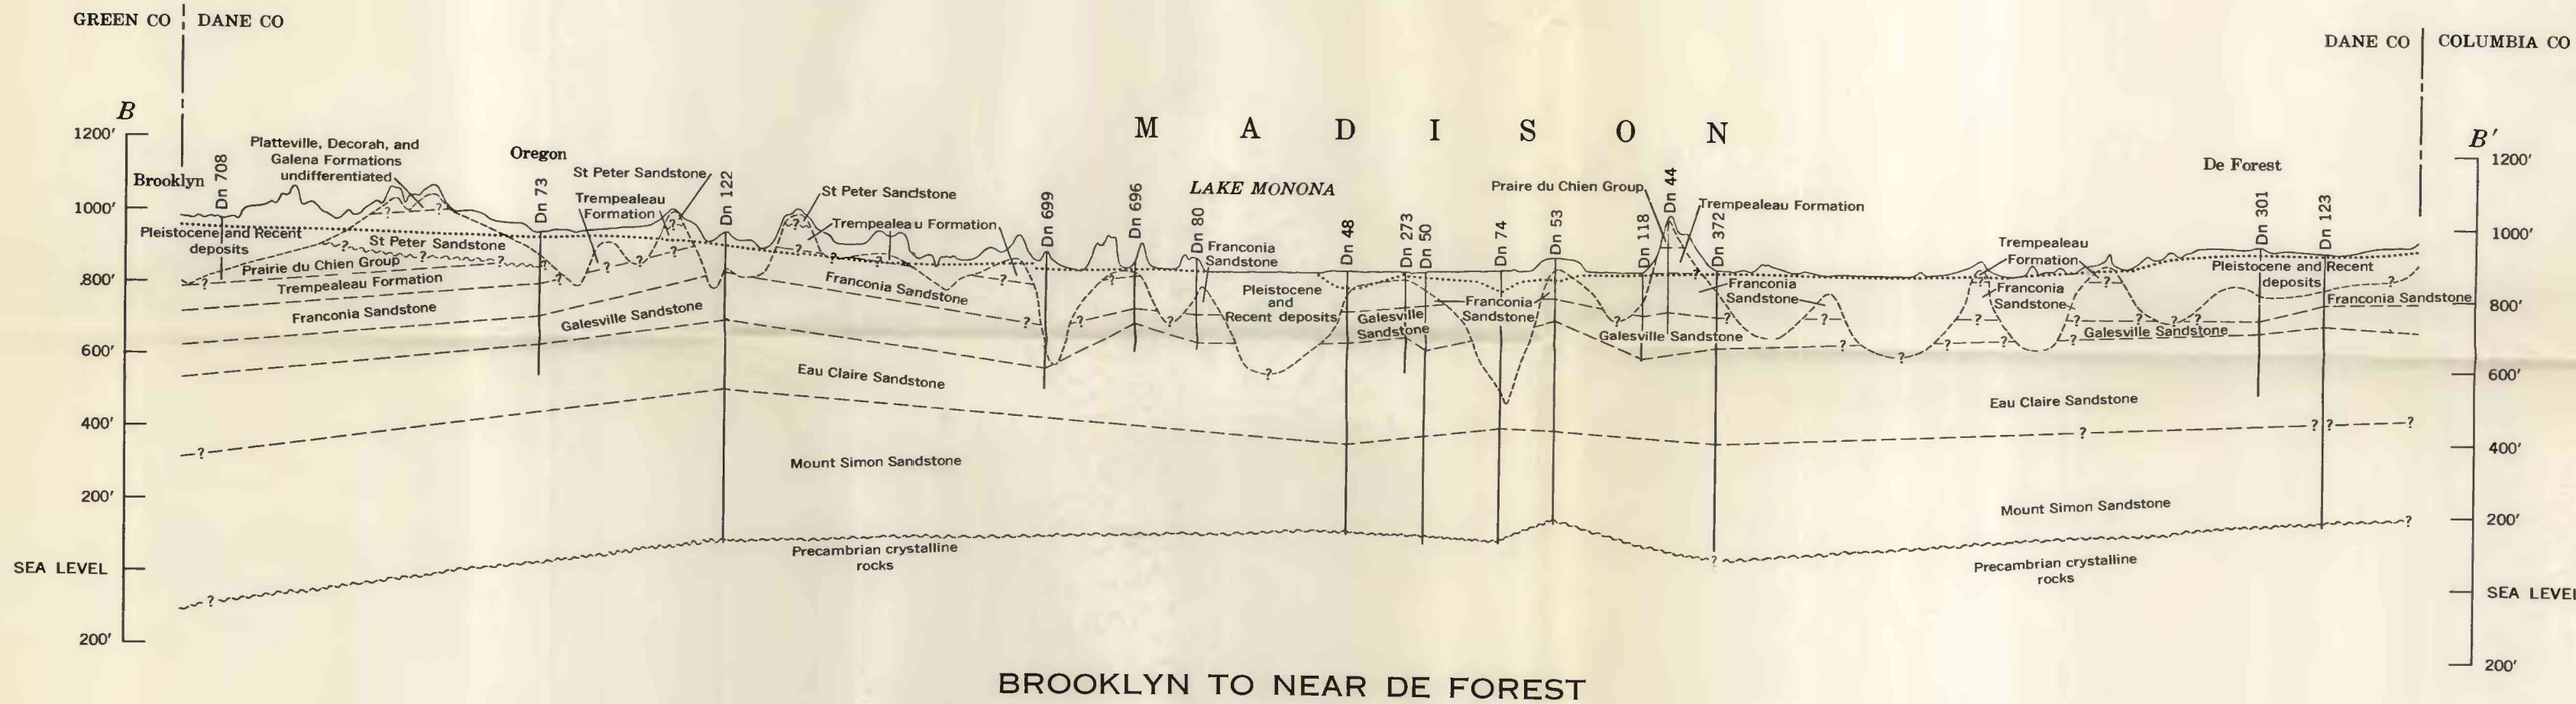 GREEN CO DANE CO
DANE CO COLUMBIA CO
B
B′
M A D I S O N
1200′
1000′
800′
600′
400′
200′
SEA LEVEL
200′
Brooklyn
Dn 708
Platteville, Decorah, and
Galena Formations
undifferentiated
Oregon
Dn 73
St Peter Sandstone
Trempealeau
Formation
Dn 122
St Peter Sandstone
Trempealeau Formation
Dn 699
Dn 696
LAKE MONONA
Dn 80
Franconia
Sandstone
Dn 48
Dn 273
Dn 50
Dn 74
Dn 53
Praire du Chien Group
Dn 118
Dn 44
Trempealeau Formation
Dn 372
Trempealeau
Formation
De Forest
Dn 301
Dn 123
Pleistocene and Recent
deposits
St Peter Sandstone
Prairie du Chien Group
Trempealeau Formation
Franconia Sandstone
Galesville Sandstone
Franconia Sandstone
Pleistocene
and
Recent deposits
Galesville
Sandstone
Franconia
Sandstone
Galesville Sandstone
Franconia
Sandstone
Franconia
Sandstone
Pleistocene and Recent
deposits
Franconia Sandstone
Galesville Sandstone
Eau Claire Sandstone
Eau Claire Sandstone
Mount Simon Sandstone
Mount Simon Sandstone
Precambrian crystalline
rocks
Precambrian crystalline
rocks
1200′
1000′
800′
600′
400′
200′
SEA LEVEL
200′
BROOKLYN TO NEAR DE FOREST